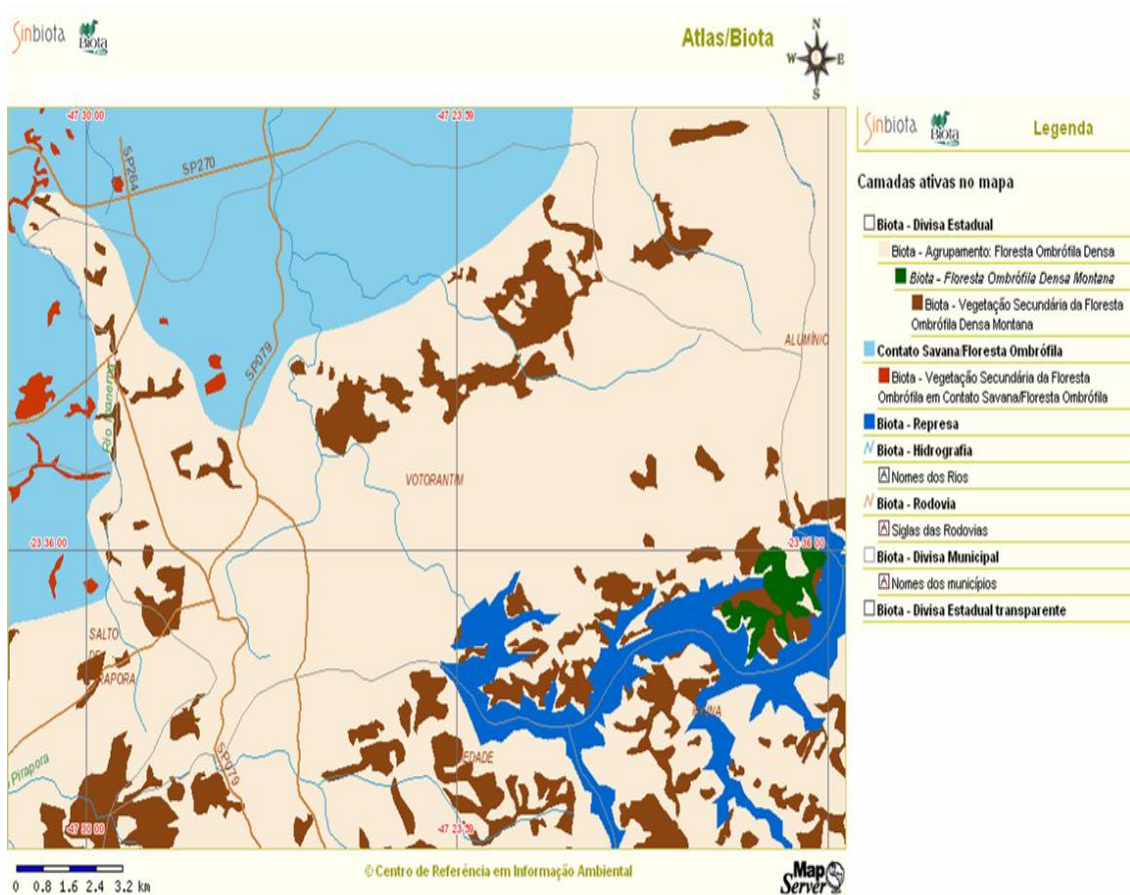 Sinbiota Biota
Atlas/Biota
N
W E
S
-47 30 00
-47 23 59
SP264
SP270
SP079
ALUMÍNIO
VOTORANTIM
-23 36 00
-23 36 00
SALTO
PIRAPORA
SP079
EDADE
Pirapora
-47 30 00
-47 23 59
0 0.8 1.6 2.4 3.2 km
© Centro de Referência em Informação Ambiental
Map
Server
Sinbiota Biota
Legenda
Camadas ativas no mapa
Biota - Divisa Estadual
Biota - Agrupamento: Floresta Ombrófila Densa
Biota - Floresta Ombrófila Densa Montana
Biota - Vegetação Secundária da Floresta
Ombrófila Densa Montana
Contato Savana/Floresta Ombrófila
Biota - Vegetação Secundária da Floresta
Ombrófila em Contato Savana/Floresta Ombrófila
Biota - Represa
Biota - Hidrografia
Nomes dos Rios
Biota - Rodovia
Siglas das Rodovias
Biota - Divisa Municipal
Nomes dos municípios
Biota - Divisa Estadual transparente